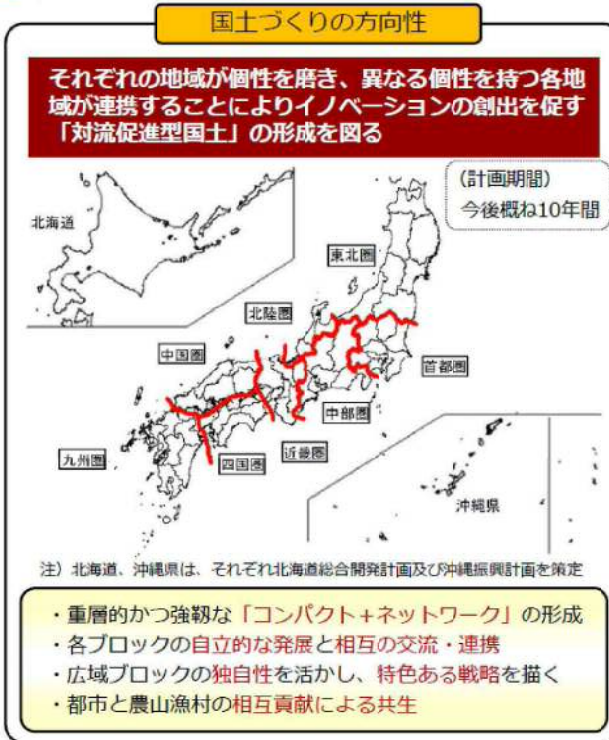 国土づくりの方向性
それぞれの地域が個性を磨き、異なる個性を持つ各地
域が連携することによりイノベーションの創出を促す
「対流促進型国土」の形成を図る
(計画期間)
今後概ね10年間
北海道
東北圏
北陸圏
中国圏
首都圏
中部圏
近畿圏
四国圏
九州圏
沖縄県
注）北海道、沖縄県は、それぞれ北海道総合開発計画及び沖縄振興計画を策定
・重層的かつ強靱な「コンパクト＋ネットワーク」の形成
・各ブロックの自立的な発展と相互の交流・連携
・広域ブロックの独自性を活かし、特色ある戦略を描く
・都市と農山漁村の相互貢献による共生